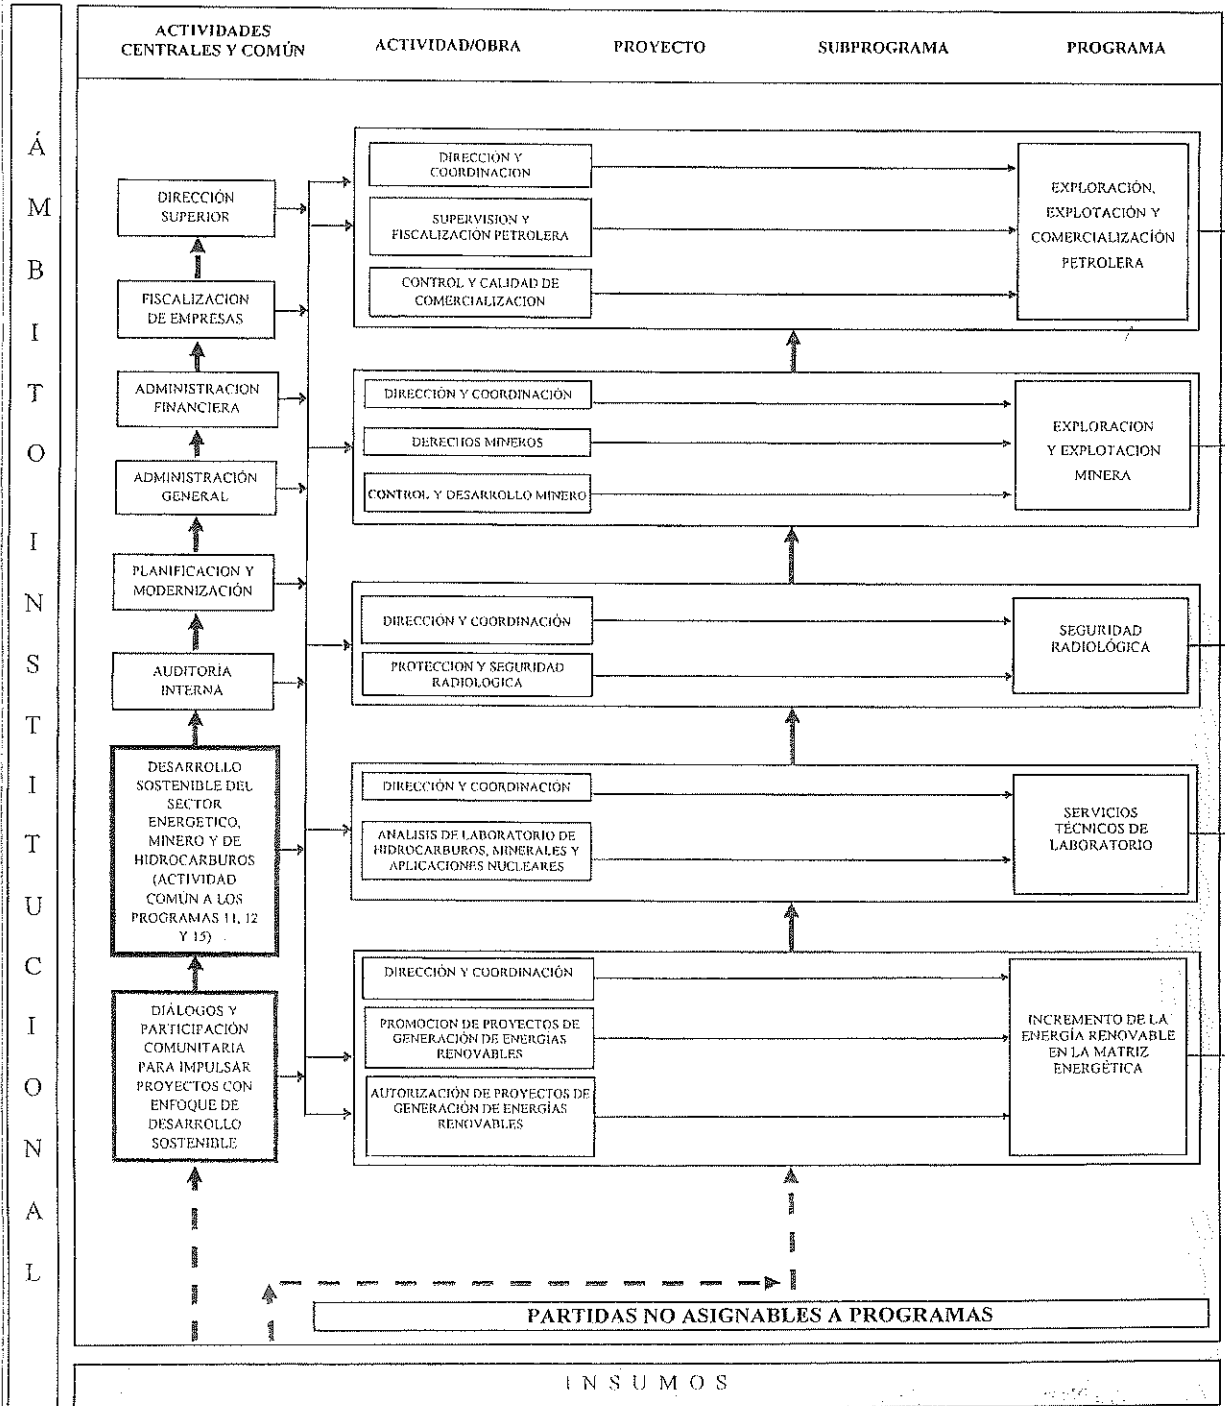 ÁMBITO INSTITUCIONAL
ACTIVIDADES
CENTRALES Y COMÚN
ACTIVIDAD/OBRA
PROYECTO
SUBPROGRAMA
PROGRAMA
DIRECCIÓN
SUPERIOR
FISCALIZACION
DE EMPRESAS
ADMINISTRACION
FINANCIERA
ADMINISTRACIÓN
GENERAL
PLANIFICACION Y
MODERNIZACIÓN
AUDITORÍA
INTERNA
DESARROLLO
SOSTENIBLE DEL
SECTOR
ENERGETICO,
MINERO Y DE
HIDROCARBUROS
(ACTIVIDAD
COMÚN A LOS
PROGRAMAS 11, 12
Y 15)
DIÁLOGOS Y
PARTICIPACIÓN
COMUNITARIA
PARA IMPULSAR
PROYECTOS CON
ENFOQUE DE
DESARROLLO
SOSTENIBLE
DIRECCIÓN Y
COORDINACION
SUPERVISION Y
FISCALIZACIÓN PETROLERA
CONTROL Y CALIDAD DE
COMERCIALIZACION
EXPLORACIÓN,
EXPLOTACIÓN Y
COMERCIALIZACÍÓN
PETROLERA
DIRECCIÓN Y COORDINACIÓN
DERECHOS MINEROS
CONTROL Y DESARROLLO MINERO
EXPLORACION
Y EXPLOTACION
MINERA
DIRECCIÓN Y COORDINACIÓN
PROTECCION Y SEGURIDAD
RADIOLOGICA
SEGURIDAD
RADIOLÓGICA
DIRECCIÓN Y COORDINACIÓN
ANALISIS DE LABORATORIO DE
HIDROCARBUROS, MINERALES Y
APLICACIONES NUCLEARES
SERVICIOS
TÉCNICOS DE
LABORATORIO
DIRECCIÓN Y COORDINACIÓN
PROMOCION DE PROYECTOS DE
GENERACIÓN DE ENERGÍAS
RENOVABLES
AUTORIZACIÓN DE PROYECTOS DE
GENERACIÓN DE ENERGÍAS
RENOVABLES
INCREMENTO DE LA
ENERGÍA RENOVABLE
EN LA MATRIZ
ENERGÉTICA
PARTIDAS NO ASIGNABLES A PROGRAMAS
INSUMOS